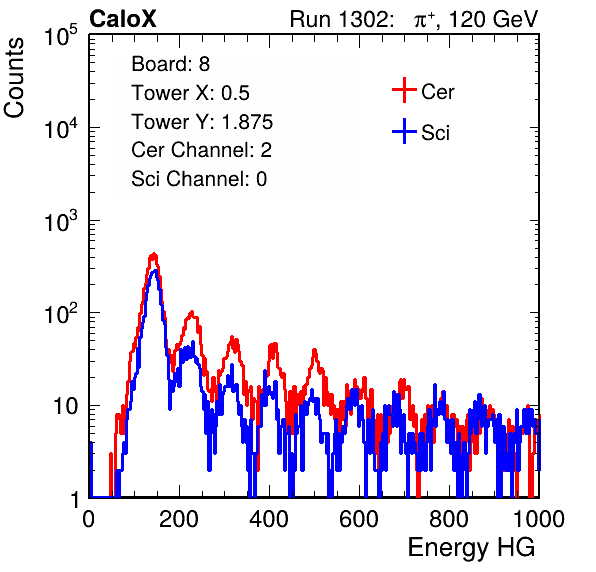 CaloX Run 1302: π⁺, 120 GeV
Counts
10⁵
10⁴
10³
10²
10
1
Board: 8
Tower X: 0.5
Tower Y: 1.875
Cer Channel: 2
Sci Channel: 0
Cer
Sci
0 200 400 600 800 1000
Energy HG